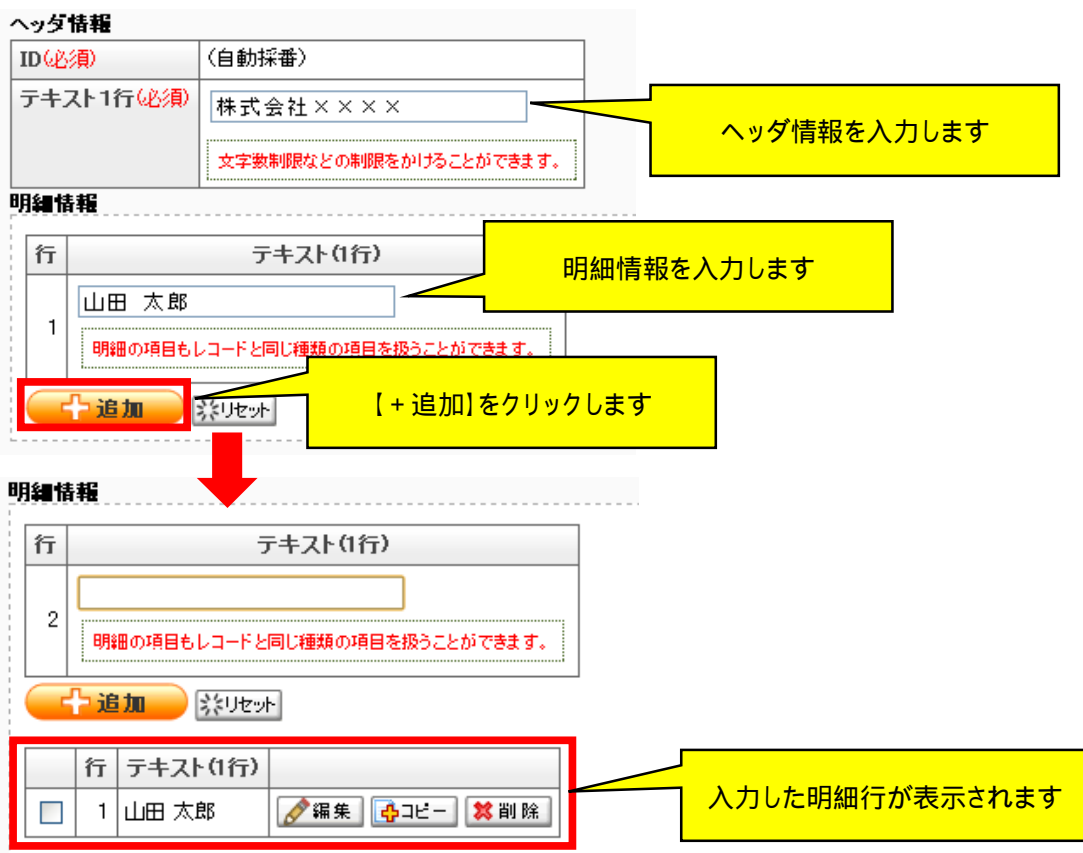 ヘッダ情報
ID(必須) (自動採番)
テキスト1行(必須) 株式会社××××
文字数制限などの制限をかけることができます。
ヘッダ情報を入力します
明細情報
行 テキスト(1行)
明細情報を入力します
1 山田 太郎
明細の項目もレコードと同じ種類の項目を扱うことができます。
追加 リセット
【+追加】をクリックします
明細情報
行 テキスト(1行)
2
明細の項目もレコードと同じ種類の項目を扱うことができます。
追加 リセット
行 テキスト(1行)
1 山田 太郎 編集 コピー 削除
入力した明細行が表示されます